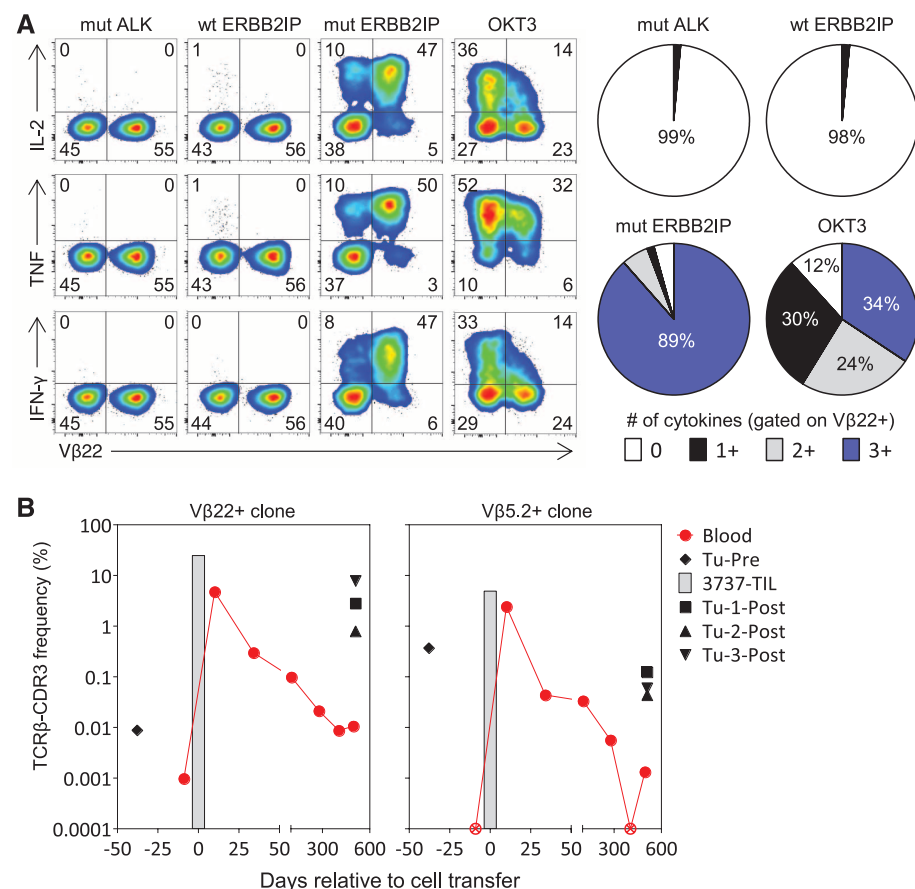 A
mut ALK
wt ERBB2IP
mut ERBB2IP
OKT3
mut ALK
wt ERBB2IP
IL-2
0 0
45 55
1 0
43 56
10 47
38 5
36 14
27 23
99%
98%
TNF
0 0
45 55
1 0
43 56
10 50
37 3
52 32
10 6
mut ERBB2IP
OKT3
89%
12%
34%
30%
24%
IFN-γ
0 0
45 55
0 0
44 56
8 47
40 6
33 14
29 24
Vβ22
# of cytokines (gated on Vβ22+)
0 1+ 2+ 3+
B
Vβ22+ clone
Vβ5.2+ clone
TCRβ-CDR3 frequency (%)
100
10
1
0.1
0.01
0.001
0.0001
-50 -25 0 25 50 300 600
-50 -25 0 25 50 300 600
Days relative to cell transfer
Blood
Tu-Pre
3737-TIL
Tu-1-Post
Tu-2-Post
Tu-3-Post